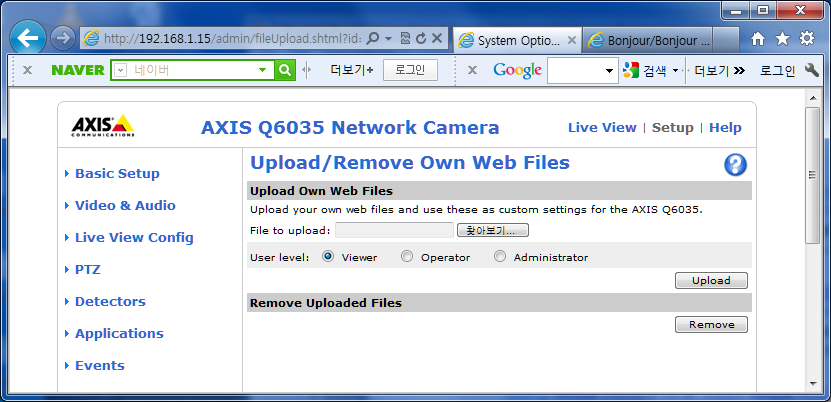 http://192.168.1.15/admin/fileUpload.shtml?id=
System Optio...
Bonjour/Bonjour ...
x NAVER 네이버 더보기+ 로그인 x Google 검색 더보기 » 로그인
AXIS
COMMUNICATIONS
AXIS Q6035 Network Camera
Live View | Setup | Help
Basic Setup
Video & Audio
Live View Config
PTZ
Detectors
Applications
Events
Upload/Remove Own Web Files
?
Upload Own Web Files
Upload your own web files and use these as custom settings for the AXIS Q6035.
File to upload: 찾아보기...
User level: Viewer Operator Administrator
Upload
Remove Uploaded Files
Remove